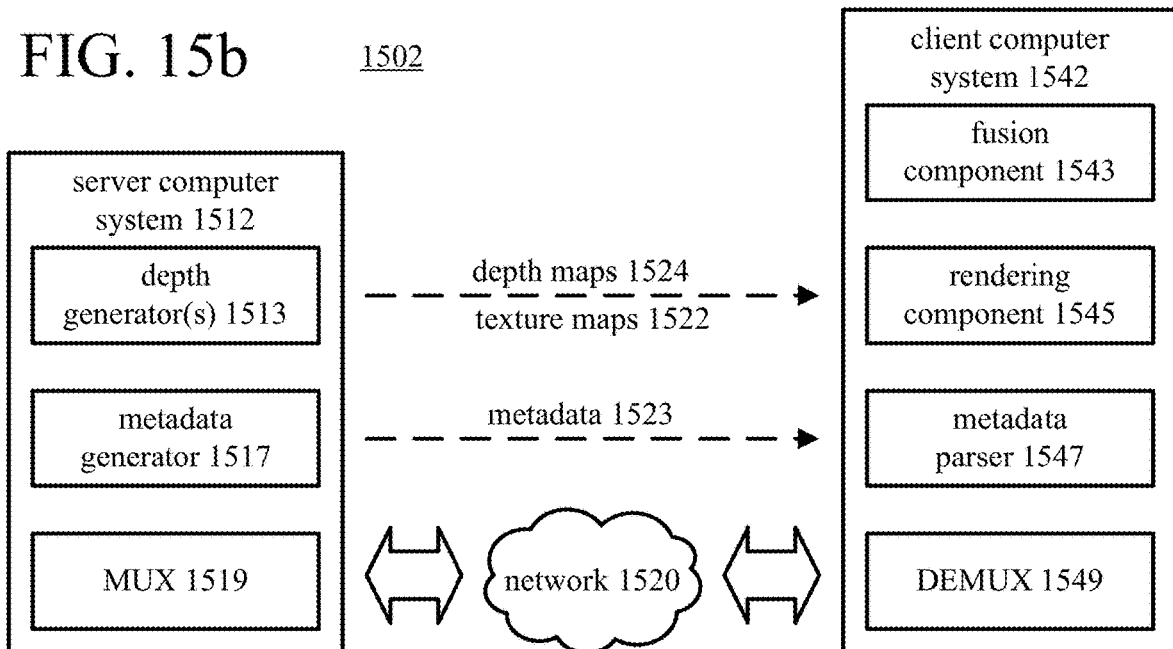 FIG. 15b
1502
server computer
system 1512
depth
generator(s) 1513
metadata
generator 1517
MUX 1519
depth maps 1524
texture maps 1522
metadata 1523
network 1520
client computer
system 1542
fusion
component 1543
rendering
component 1545
metadata
parser 1547
DEMUX 1549